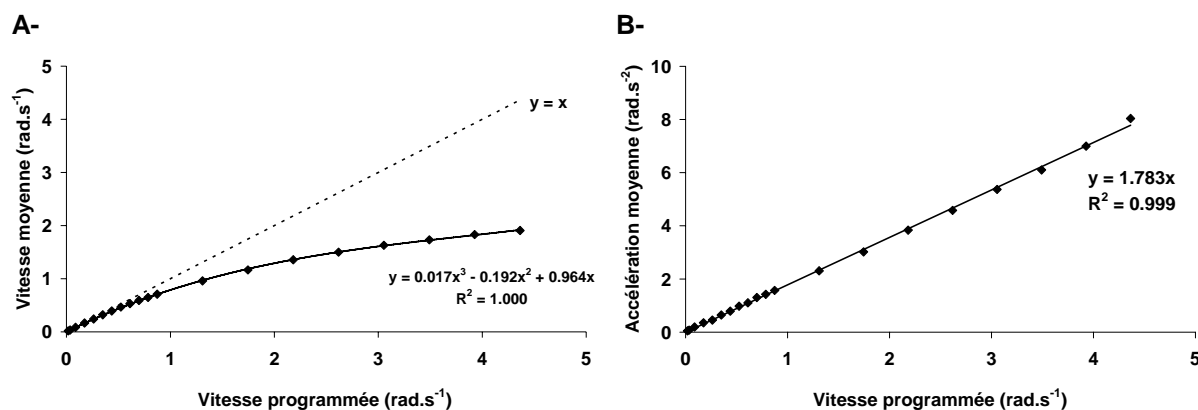 A-
Vitesse moyenne (rad.s-1)
5
4
3
2
1
0
y = x
y = 0.017x3 - 0.192x2 + 0.964x
R2 = 1.000
0 1 2 3 4 5
Vitesse programmée (rad.s-1)
B-
Accélération moyenne (rad.s-2)
10
8
6
4
2
0
y = 1.783x
R2 = 0.999
0 1 2 3 4 5
Vitesse programmée (rad.s-1)